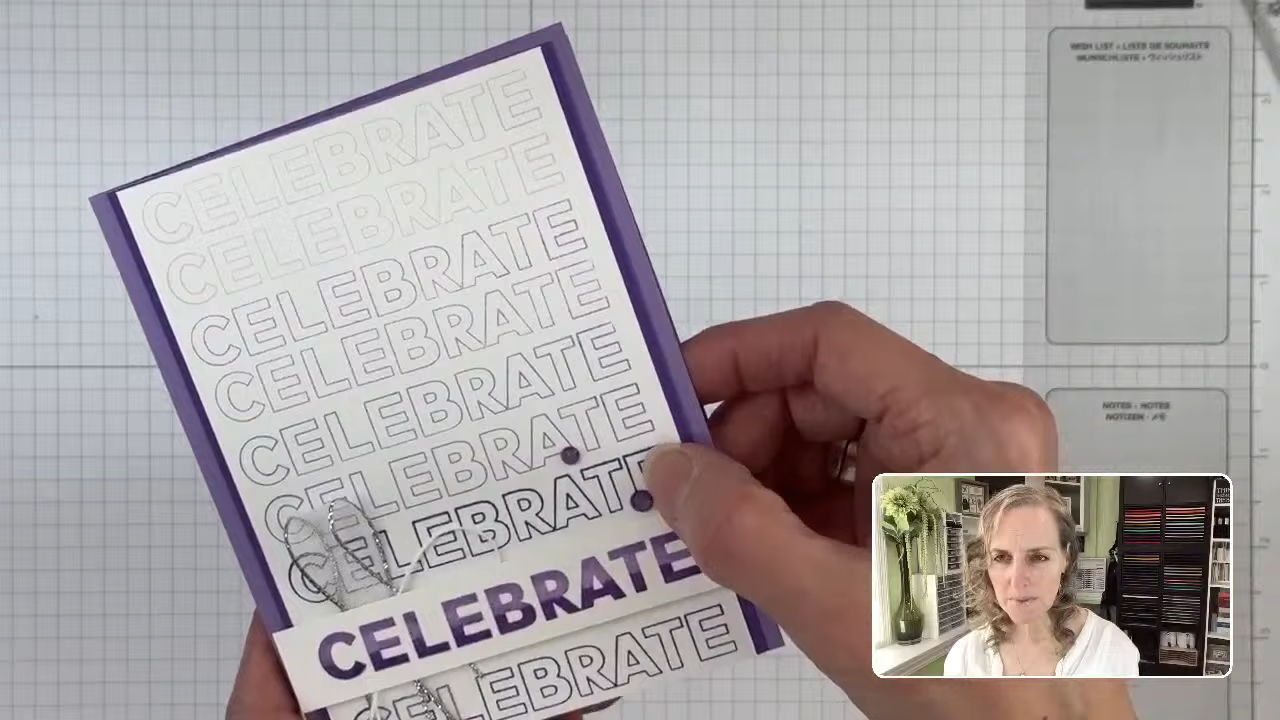 CELEBRATE
CELEBRATE
CELEBRATE
CELEBRATE
CELEBRATE
CELEBRATE
CELEBRATE
CELEBRATE
CELEBRATE
WISH LIST • LISTE DE SOUHAITS
WUNSCHLISTE • ウィッシュリスト
NOTES • NOTES
NOTIZEN • メモ